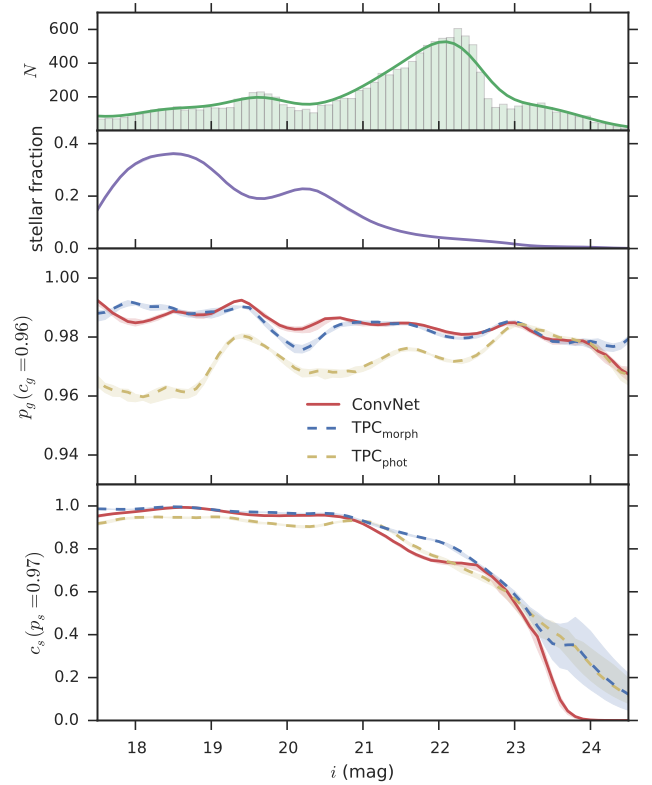 600
400
200
N
0.4
0.2
0.0
stellar fraction
1.00
0.98
0.96
0.94
p_g (c_g = 0.96)
ConvNet
TPC_morph
TPC_phot
1.0
0.8
0.6
0.4
0.2
0.0
c_s (p_s = 0.97)
18 19 20 21 22 23 24
i (mag)